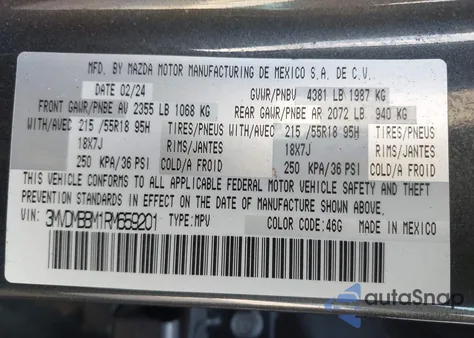 MFD. BY MAZDA MOTOR MANUFACTURING DE MEXICO S.A. DE C.V.
DATE 02/24 GVWR/PNBV 4381 LB 1987 KG
FRONT GAWR/PNBE AV 2355 LB 1068 KG REAR GAWR/PNBE AR 2072 LB 940 KG
WITH/AVEC 215 /55R18 95H TIRES/PNEUS WITH/AVEC 215 /55R18 95H TIRES/PNEUS
18X7J RIMS/JANTES 18X7J RIMS/JANTES
250 KPA/36 PSI COLD/A FROID 250 KPA/36 PSI COLD/A FROID
THIS VEHICLE CONFORMS TO ALL APPLICABLE FEDERAL MOTOR VEHICLE SAFETY AND THEFT
PREVENTION STANDARDS IN EFFECT ON THE DATE OF MANUFACTURE SHOWN ABOVE.
VIN: 3MVDMBBM1RM659201 TYPE: MPV COLOR CODE: 46G MADE IN MEXICO
autoSnap